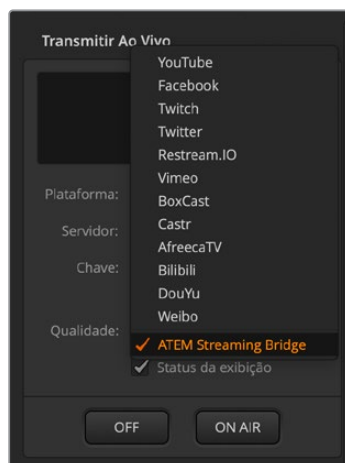 Transmitir Ao Vivo
YouTube
Facebook
Twitch
Twitter
Restream.IO
Vimeo
Plataforma:
BoxCast
Castr
Servidor:
AfreecaTV
Chave:
Bilibili
DouYu
Weibo
Qualidade:
✓ ATEM Streaming Bridge
✓ Status da exibição
OFF
ON AIR